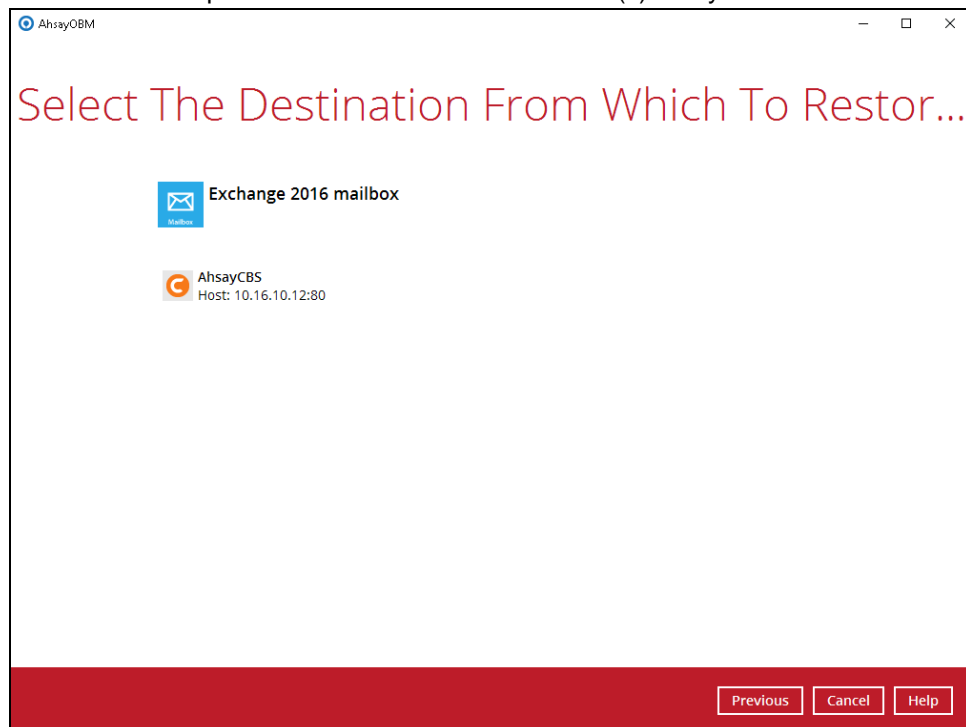 AhsayOBM
Select The Destination From Which To Restor...
Exchange 2016 mailbox
Mailbox
AhsayCBS
Host: 10.16.10.12:80
Previous Cancel Help